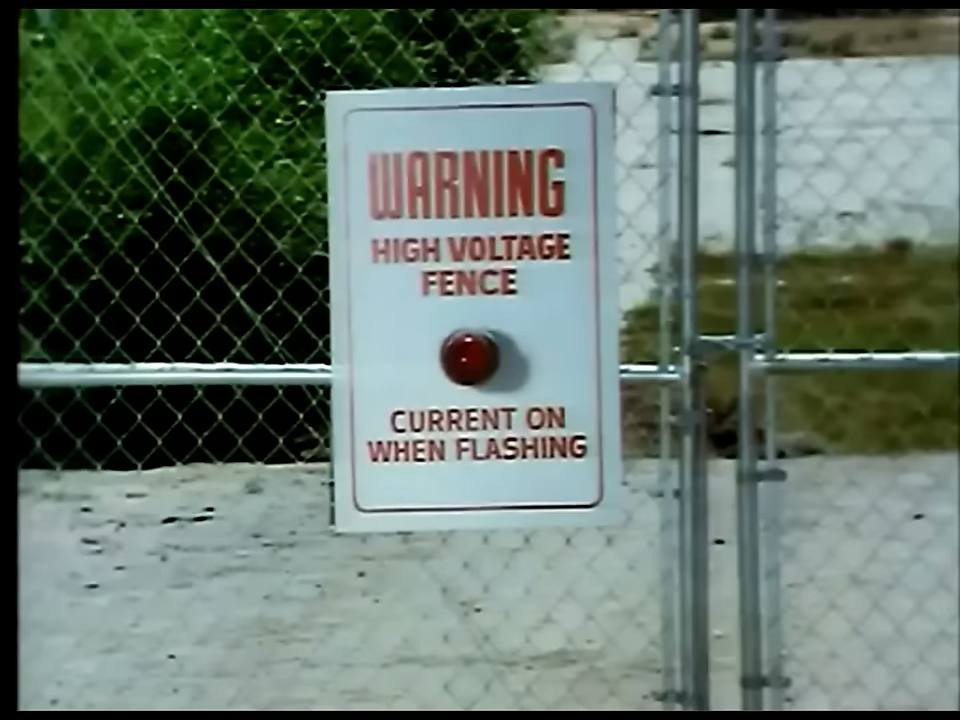 WARNING
HIGH VOLTAGE
FENCE
CURRENT ON
WHEN FLASHING